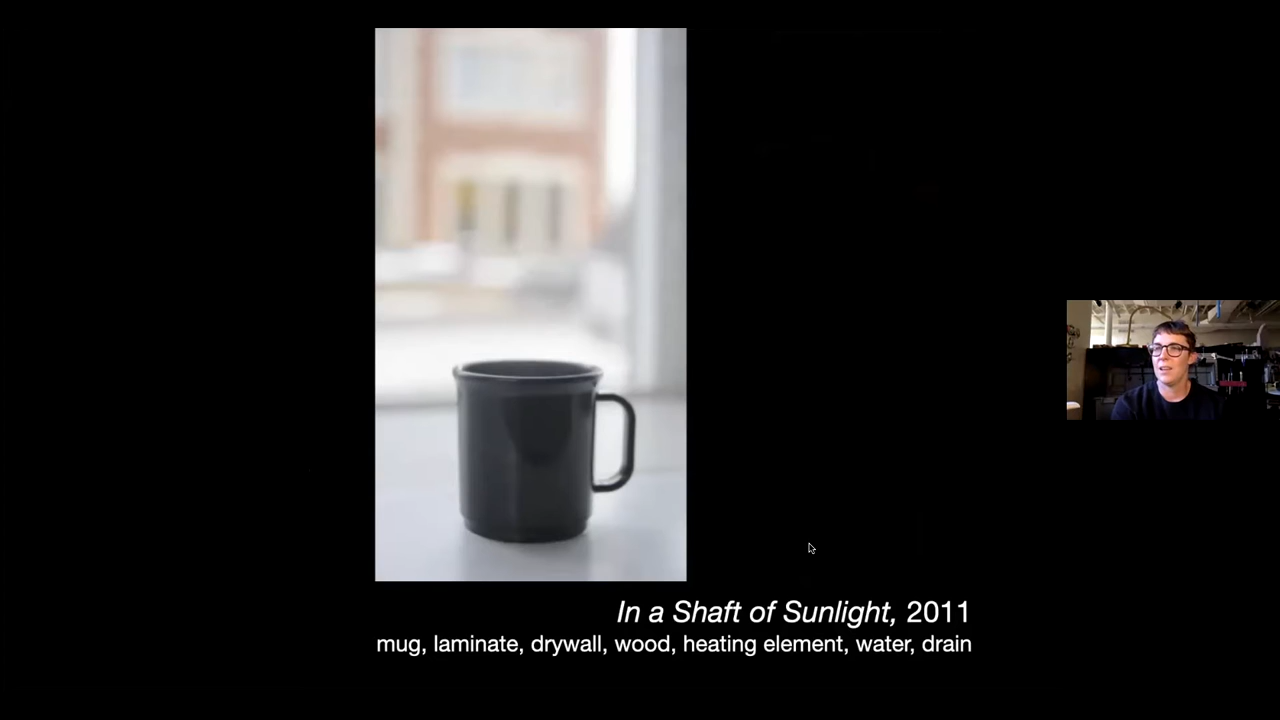 In a Shaft of Sunlight, 2011
mug, laminate, drywall, wood, heating element, water, drain